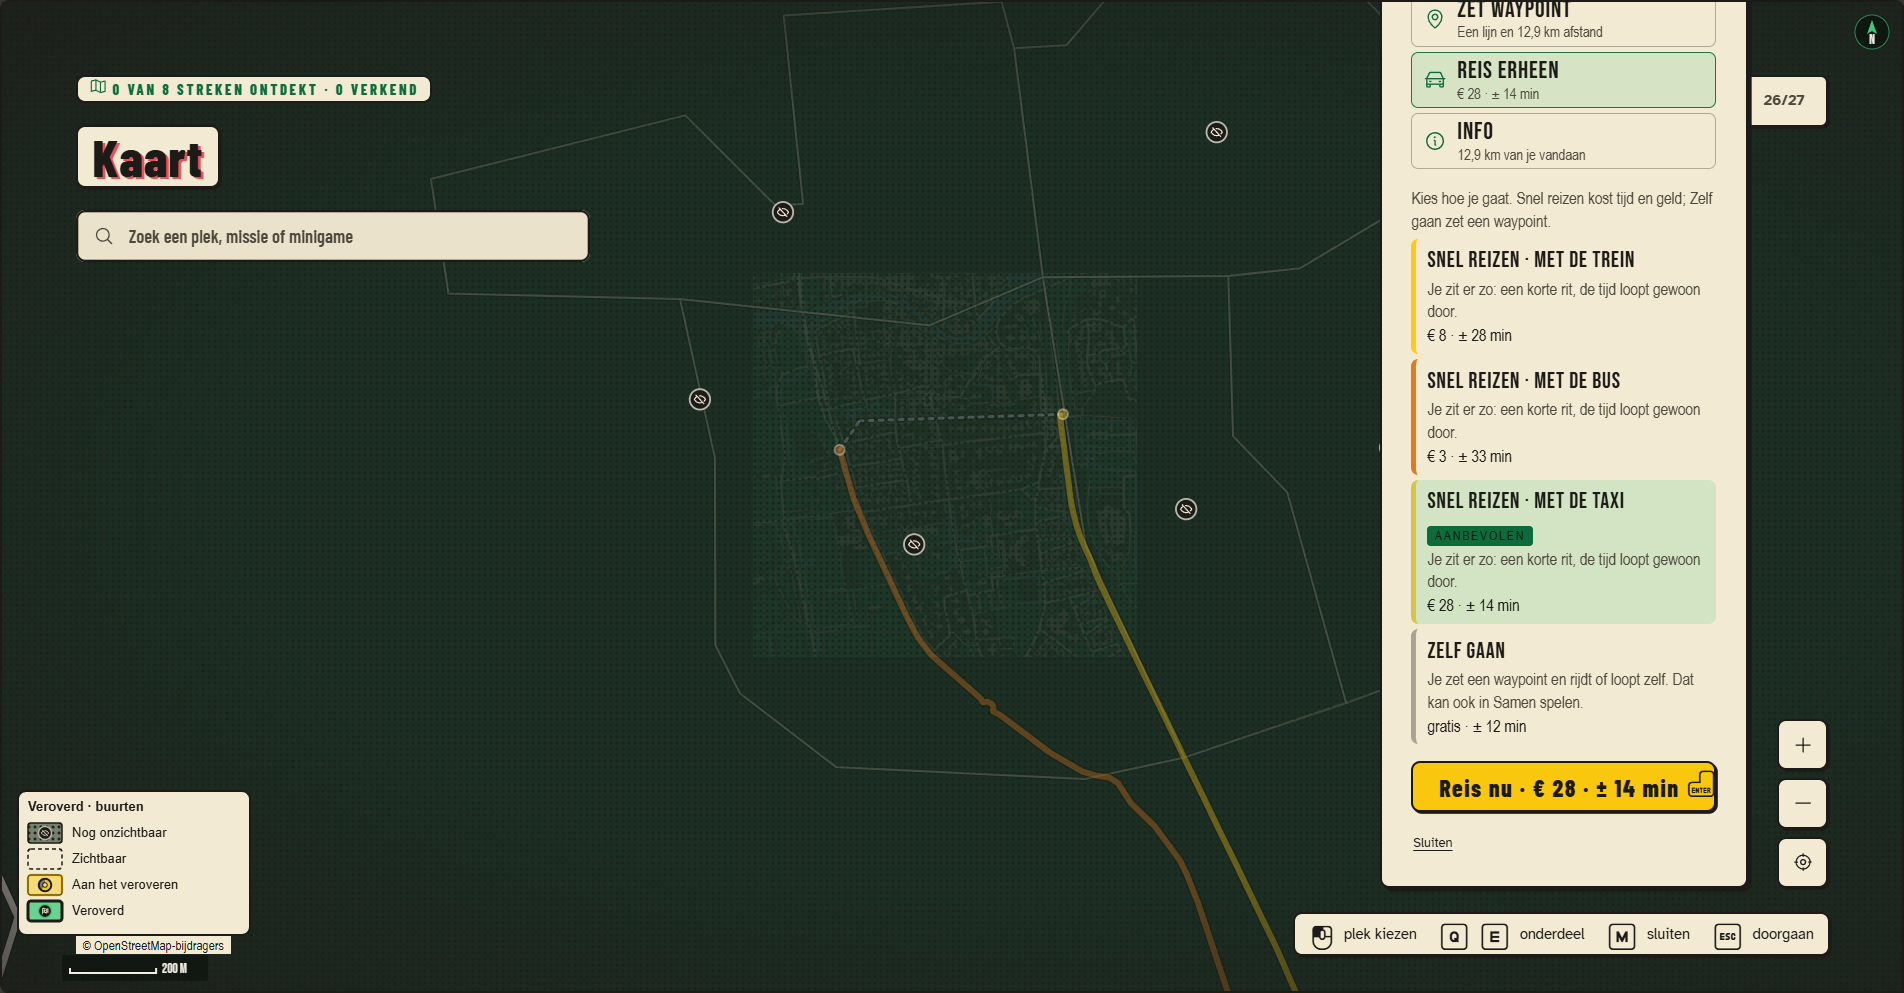 0 VAN 8 STREKEN ONTDEKT · 0 VERKEND
Kaart
Zoek een plek, missie of minigame
ZET WAYPOINT
Een lijn en 12,9 km afstand
REIS ERHEEN
€ 28 · ± 14 min
INFO
12,9 km van je vandaan
Kies hoe je gaat. Snel reizen kost tijd en geld; Zelf
gaan zet een waypoint.
SNEL REIZEN · MET DE TREIN
Je zit er zo: een korte rit, de tijd loopt gewoon
door.
€ 8 · ± 28 min
SNEL REIZEN · MET DE BUS
Je zit er zo: een korte rit, de tijd loopt gewoon
door.
€ 3 · ± 33 min
SNEL REIZEN · MET DE TAXI
AANBEVOLEN
Je zit er zo: een korte rit, de tijd loopt gewoon
door.
€ 28 · ± 14 min
ZELF GAAN
Je zet een waypoint en rijdt of loopt zelf. Dat
kan ook in Samen spelen.
gratis · ± 12 min
Reis nu · € 28 · ± 14 min ENTER
Sluiten
N
26/27
Veroverd · buurten
Nog onzichtbaar
Zichtbaar
Aan het veroveren
Veroverd
© OpenStreetMap-bijdragers
200 M
plek kiezen Q E onderdeel M sluiten ESC doorgaan